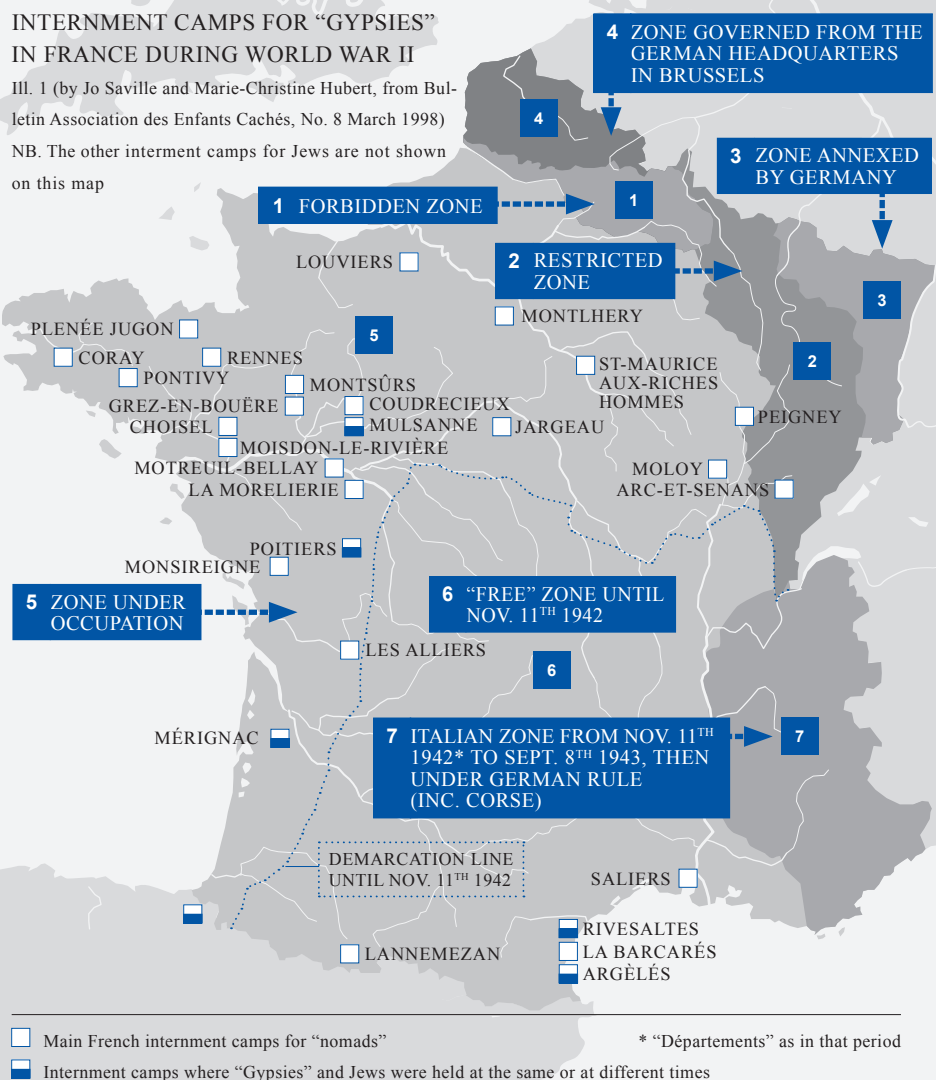 INTERNMENT CAMPS FOR “GYPSIES”
IN FRANCE DURING WORLD WAR II
Ill. 1 (by Jo Saville and Marie-Christine Hubert, from Bul-
letin Association des Enfants Cachés, No. 8 March 1998)
NB. The other interment camps for Jews are not shown
on this map
4 ZONE GOVERNED FROM THE
GERMAN HEADQUARTERS
IN BRUSSELS
4
3 ZONE ANNEXED
BY GERMANY
1 FORBIDDEN ZONE
1
2 RESTRICTED
ZONE
LOUVIERS
3
MONTLHERY
PLENÉE JUGON
5
CORAY
RENNES
2
ST-MAURICE
AUX-RICHES
HOMMES
PONTIVY
MONTSÛRS
GREZ-EN-BOUËRE
COUDRECIEUX
PEIGNEY
CHOISEL
MULSANNE
JARGEAU
MOISDON-LE-RIVIÈRE
MOTREUIL-BELLAY
MOLOY
LA MORELIERIE
ARC-ET-SENANS
POITIERS
MONSIREIGNE
5 ZONE UNDER
OCCUPATION
6 “FREE” ZONE UNTIL
NOV. 11TH 1942
LES ALLIERS
6
MÉRIGNAC
7 ITALIAN ZONE FROM NOV. 11TH
1942* TO SEPT. 8TH 1943, THEN
UNDER GERMAN RULE
(INC. CORSE)
7
DEMARCATION LINE
UNTIL NOV. 11TH 1942
SALIERS
RIVESALTES
LA BARCARÉS
ARGÈLÉS
LANNEMEZAN
Main French internment camps for “nomads”
* “Départements” as in that period
Internment camps where “Gypsies” and Jews were held at the same or at different times